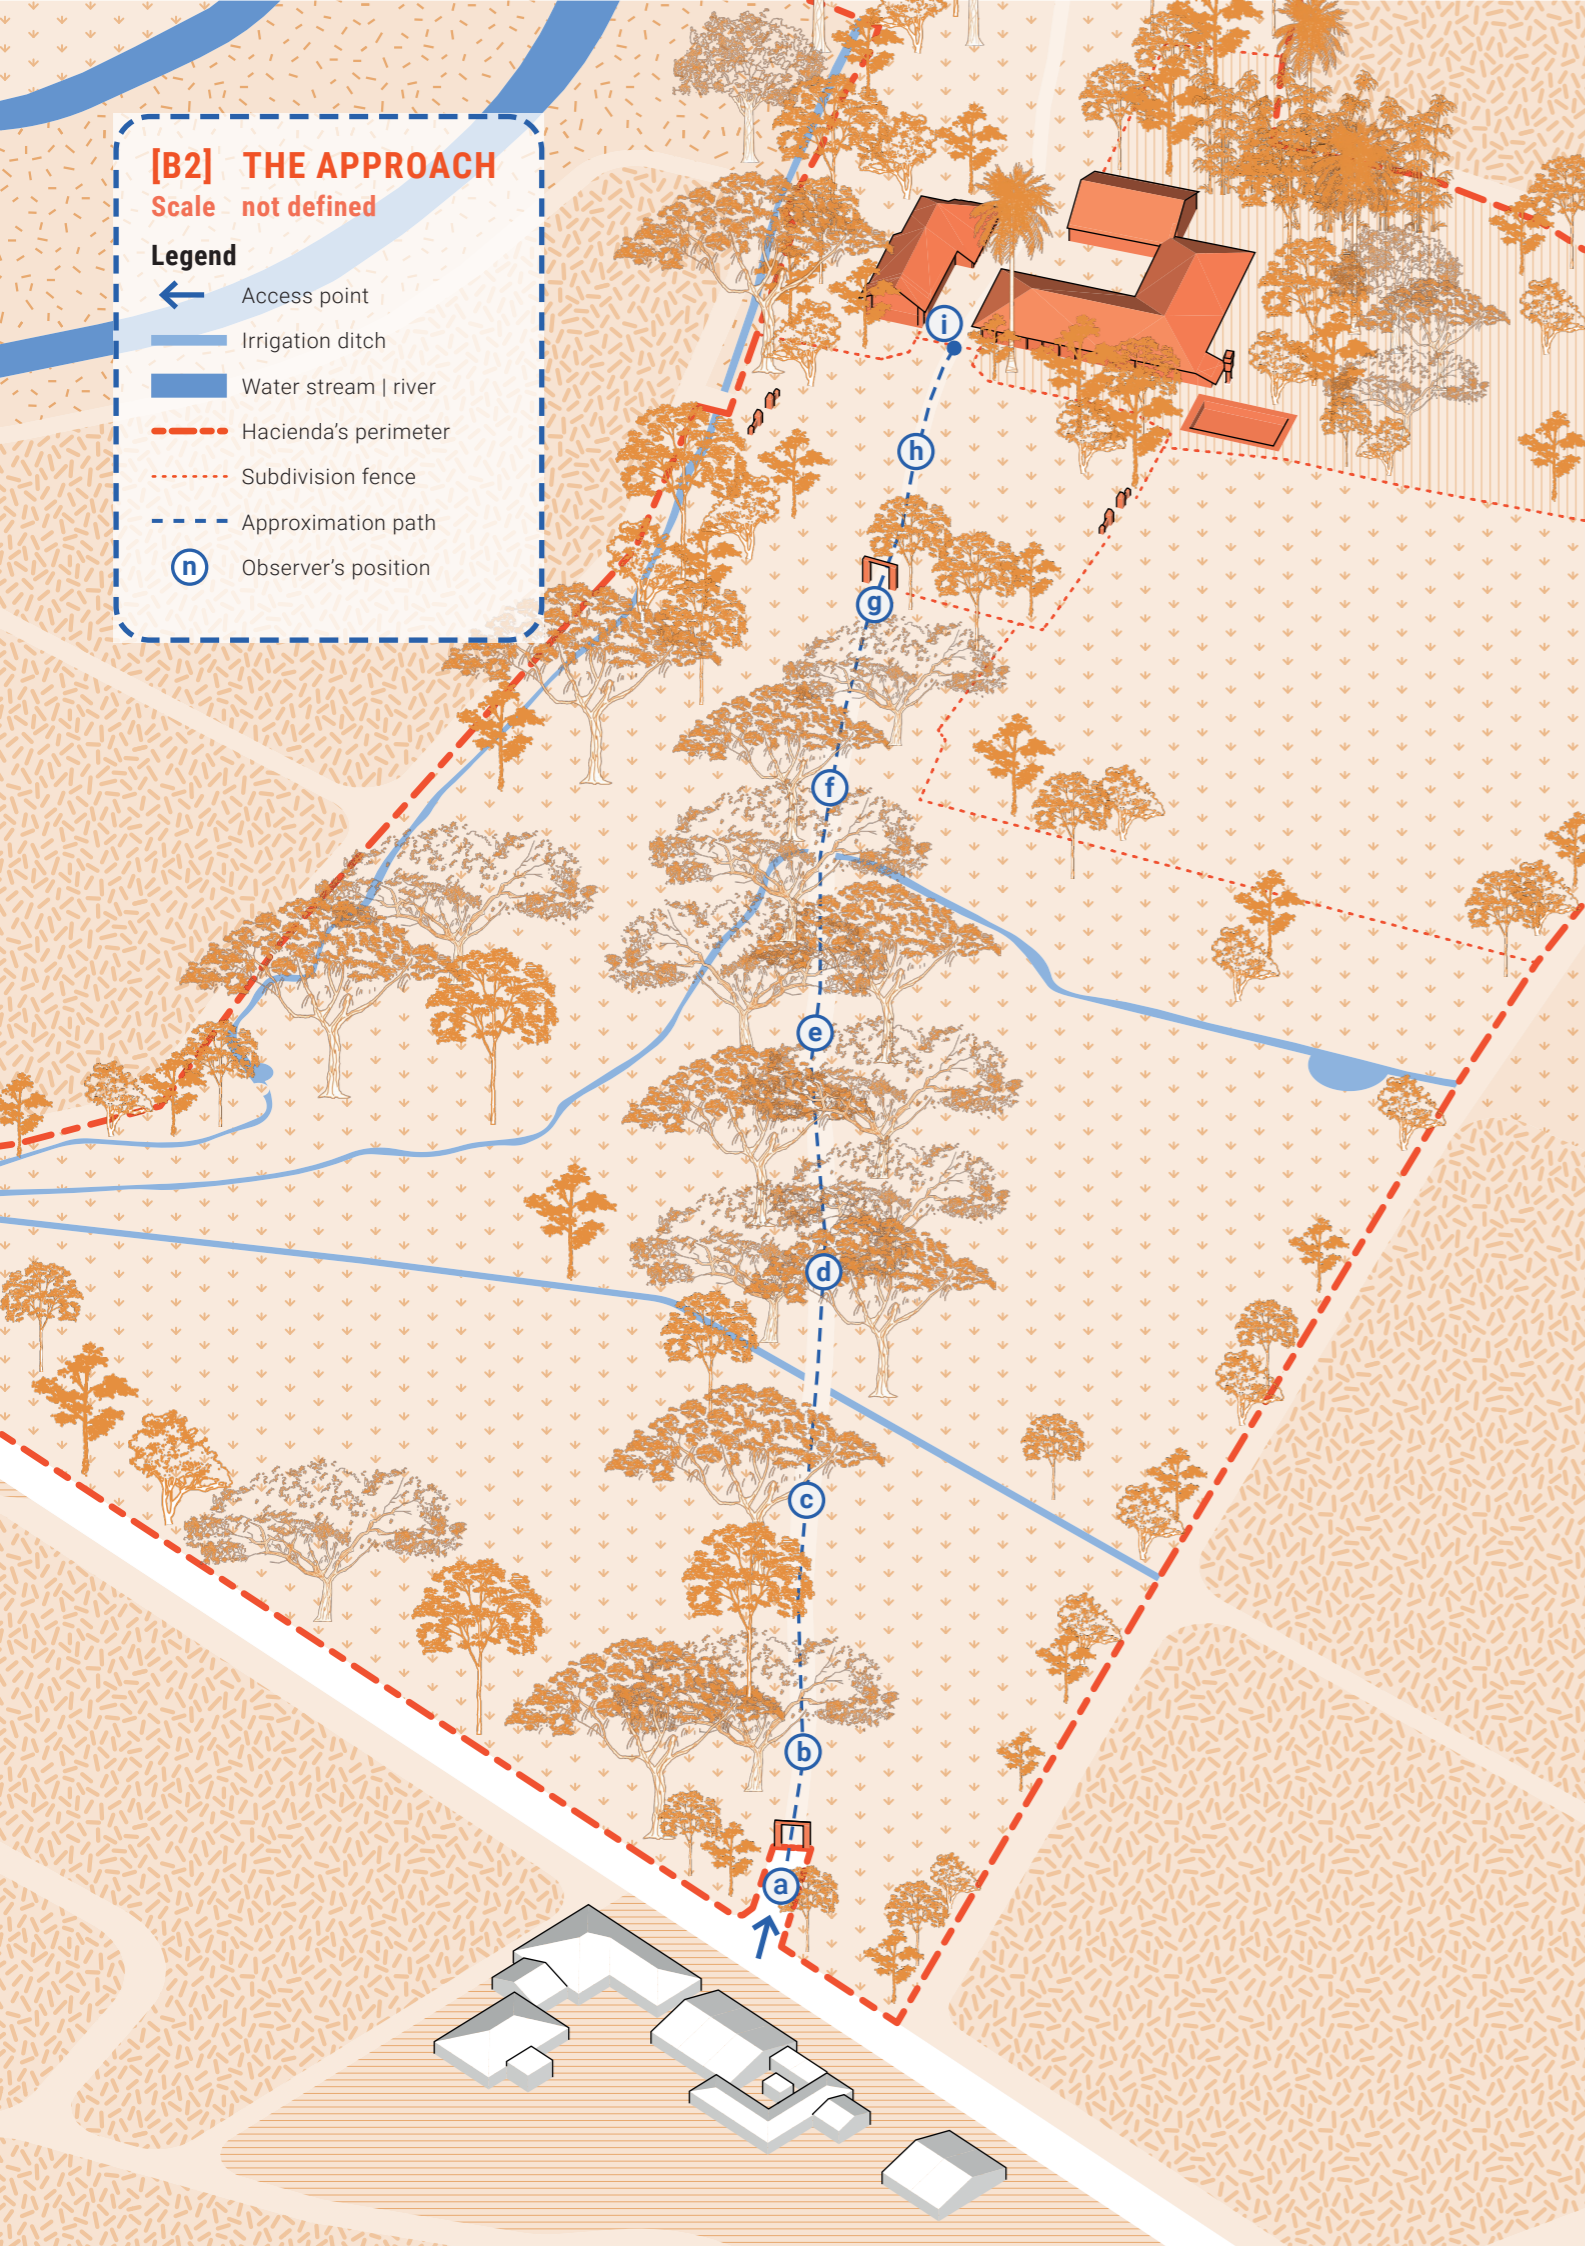 [B2] THE APPROACH
Scale not defined
Legend
Access point
Irrigation ditch
Water stream | river
Hacienda's perimeter
Subdivision fence
Approximation path
n Observer's position
i
h
g
f
e
d
c
b
a